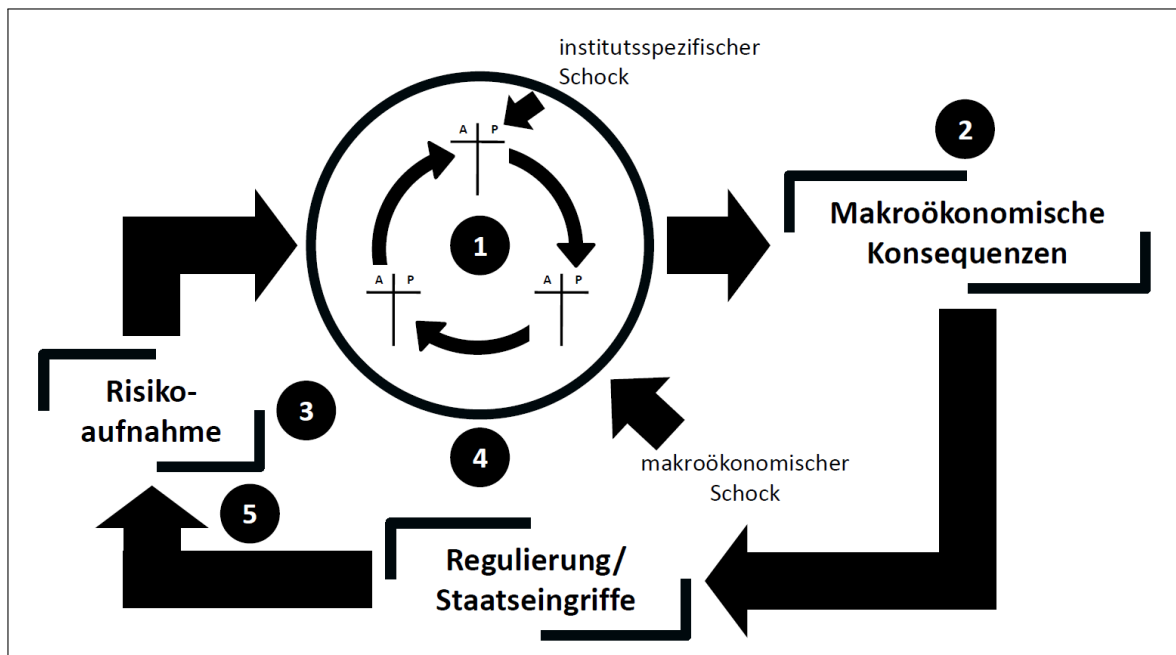 institutsspezifischer
Schock
2
A P
Makroökonomische
Konsequenzen
1
A P
A P
Risiko-
aufnahme
3
4
makroökonomischer
Schock
5
Regulierung/
Staatseingriffe